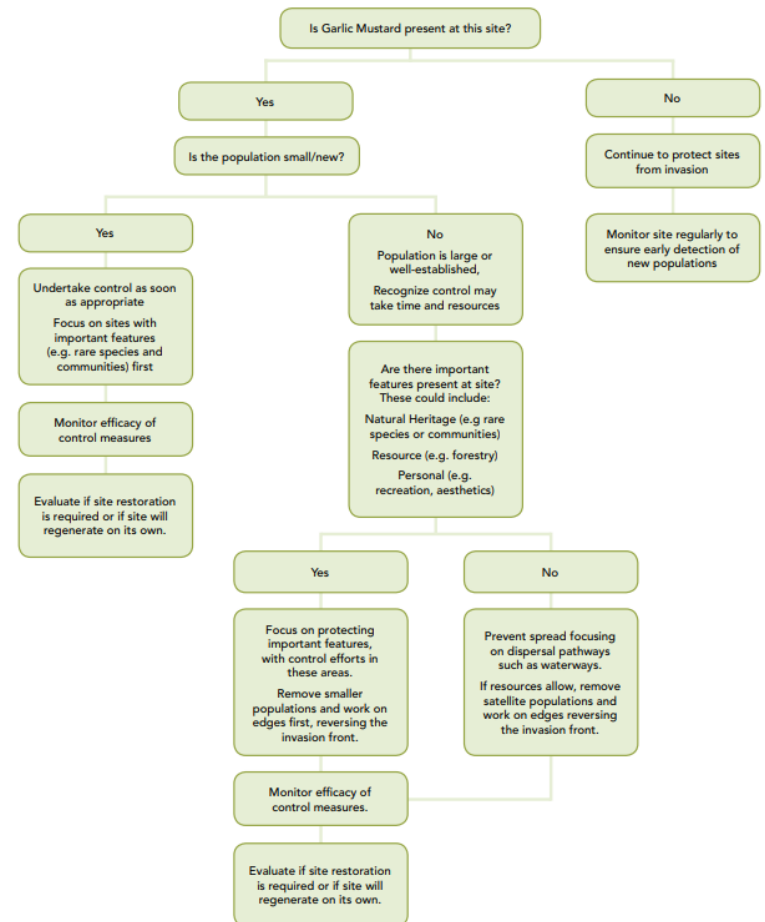 Is Garlic Mustard present at this site?
Yes
No
Is the population small/new?
Continue to protect sites
from invasion
Monitor site regularly to
ensure early detection of
new populations
Yes
Undertake control as soon
as appropriate
Focus on sites with
important features
(e.g. rare species and
communities) first
Monitor efficacy of
control measures
Evaluate if site restoration
is required or if site will
regenerate on its own.
No
Population is large or
well-established,
Recognize control may
take time and resources
Are there important
features present at site?
These could include:
Natural Heritage (e.g rare
species or communities)
Resource (e.g. forestry)
Personal (e.g.
recreation, aesthetics)
Yes
Focus on protecting
important features,
with control efforts in
these areas.
Remove smaller
populations and work on
edges first, reversing the
invasion front.
No
Prevent spread focusing
on dispersal pathways
such as waterways.
If resources allow, remove
satellite populations and
work on edges reversing
the invasion front.
Monitor efficacy of
control measures.
Evaluate if site restoration
is required or if site will
regenerate on its own.